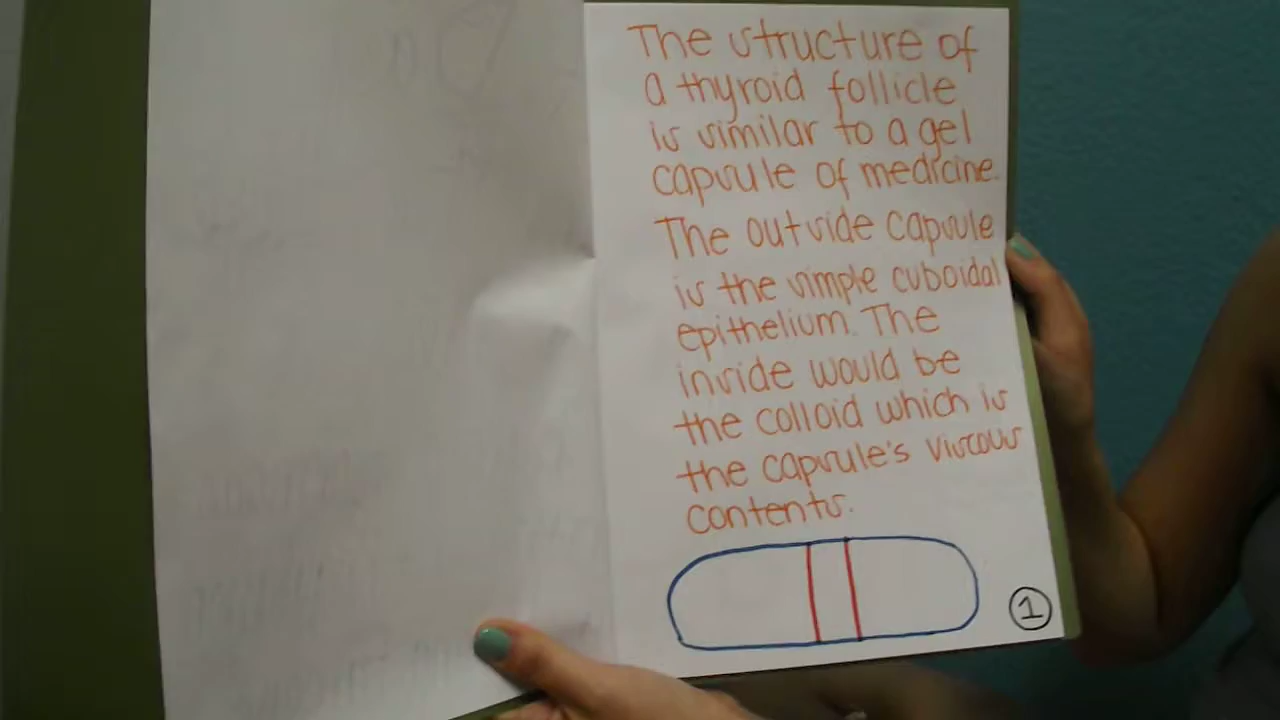 The structure of
a thyroid follicle
is similar to a gel
capsule of medicine.
The outside capsule
is the simple cuboidal
epithelium. The
inside would be
the colloid which is
the capsule's viscous
contents.
1